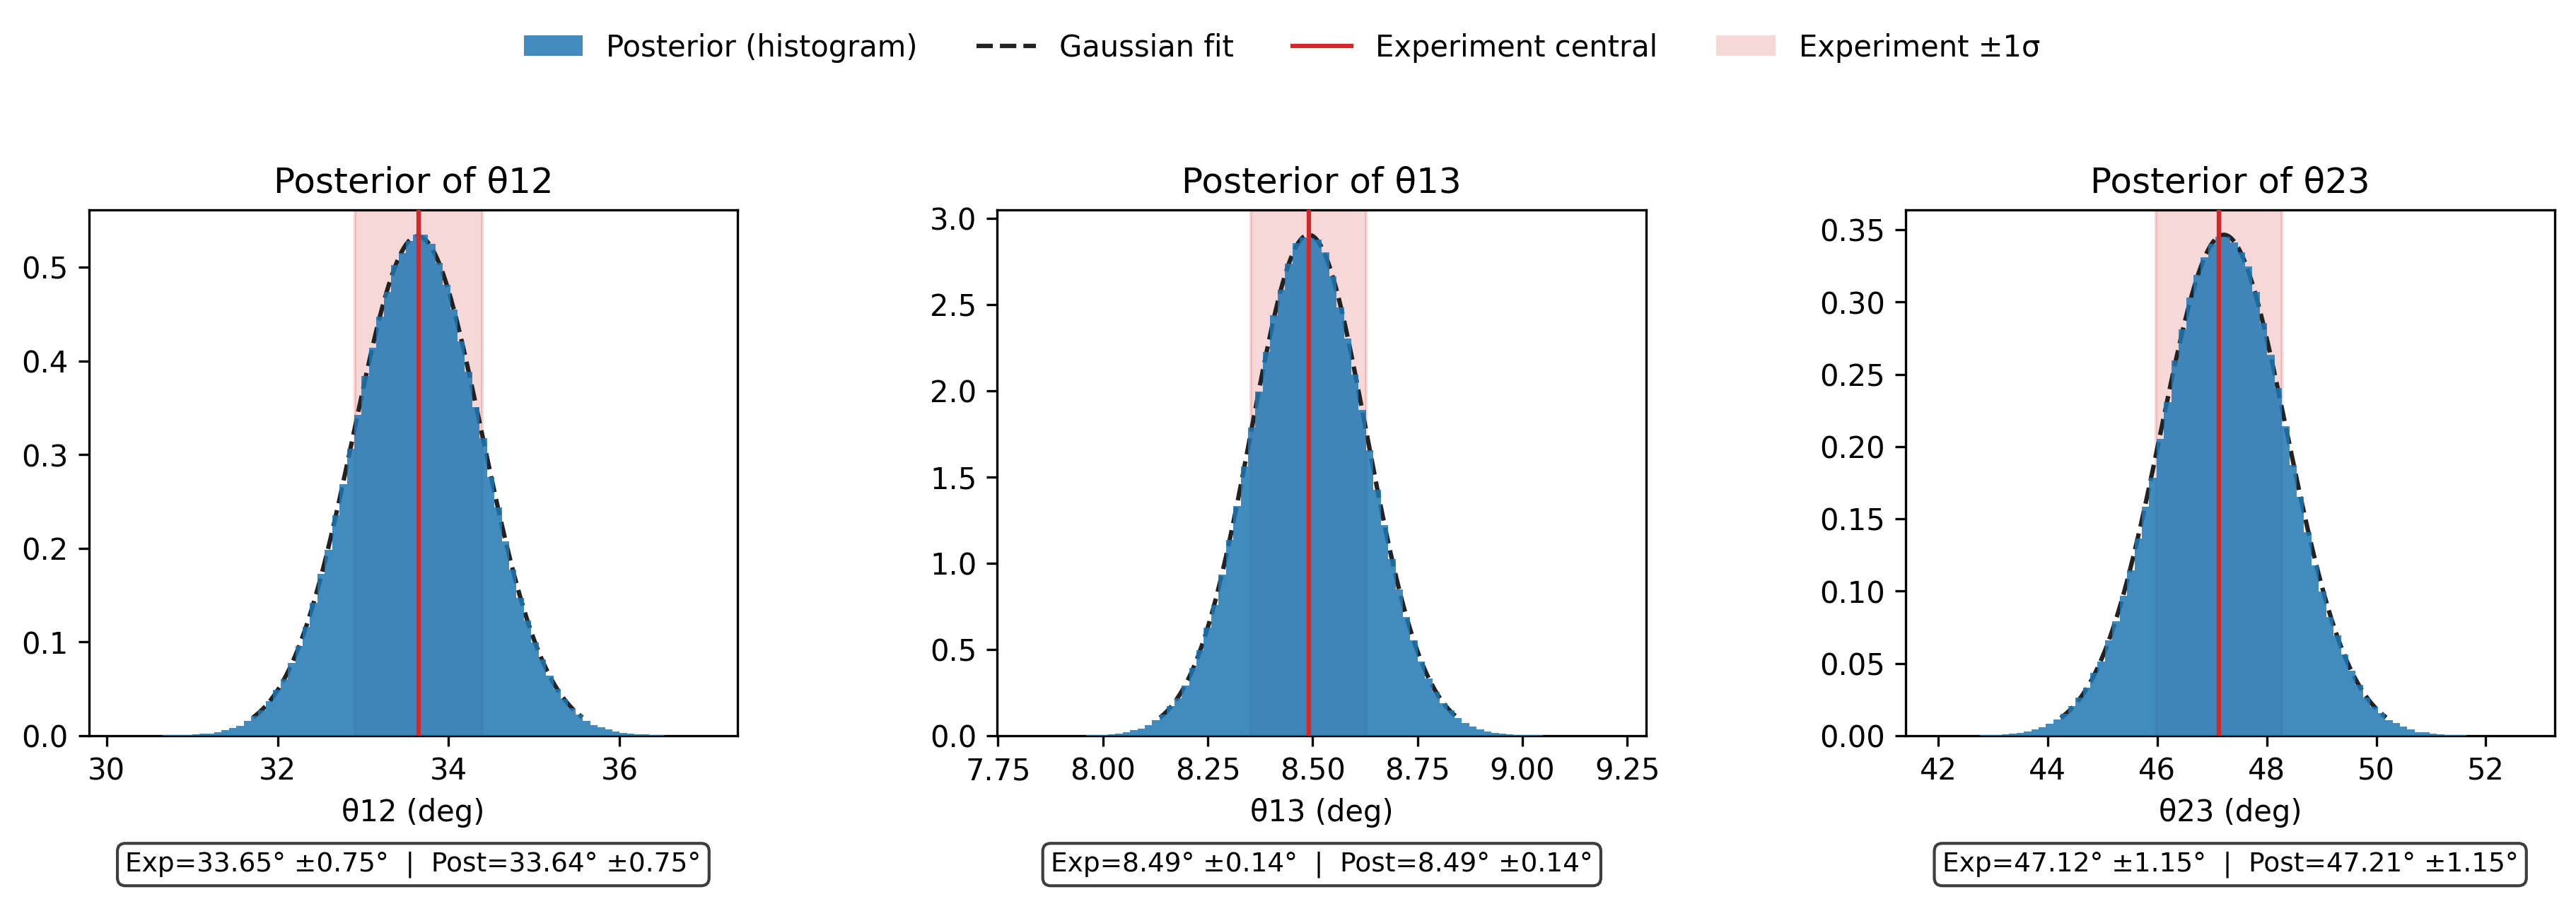 Posterior (histogram) Gaussian fit Experiment central Experiment ±1σ
Posterior of θ12
0.5
0.4
0.3
0.2
0.1
0.0
30 32 34 36
θ12 (deg)
Exp=33.65° ±0.75° | Post=33.64° ±0.75°
Posterior of θ13
3.0
2.5
2.0
1.5
1.0
0.5
0.0
7.75 8.00 8.25 8.50 8.75 9.00 9.25
θ13 (deg)
Exp=8.49° ±0.14° | Post=8.49° ±0.14°
Posterior of θ23
0.35
0.30
0.25
0.20
0.15
0.10
0.05
0.00
42 44 46 48 50 52
θ23 (deg)
Exp=47.12° ±1.15° | Post=47.21° ±1.15°